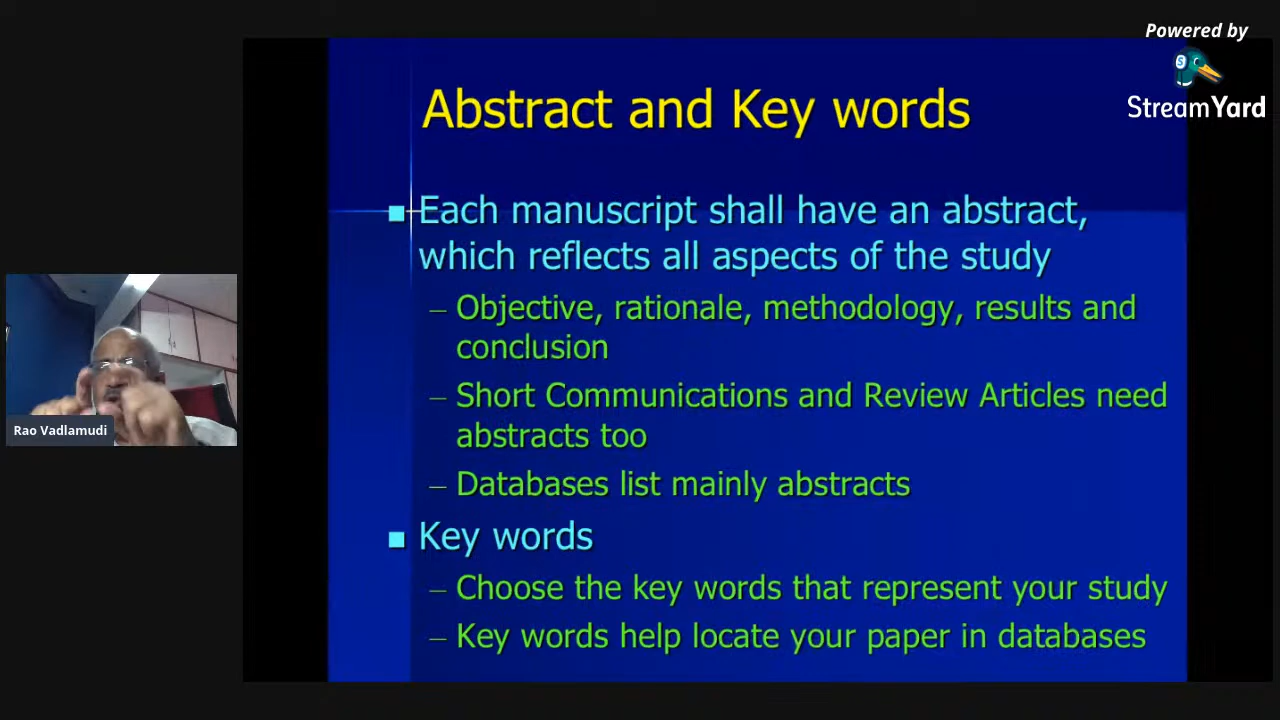 Powered by
StreamYard
Abstract and Key words
Each manuscript shall have an abstract,
which reflects all aspects of the study
– Objective, rationale, methodology, results and
conclusion
– Short Communications and Review Articles need
abstracts too
– Databases list mainly abstracts
Key words
– Choose the key words that represent your study
– Key words help locate your paper in databases
Rao Vadlamudi